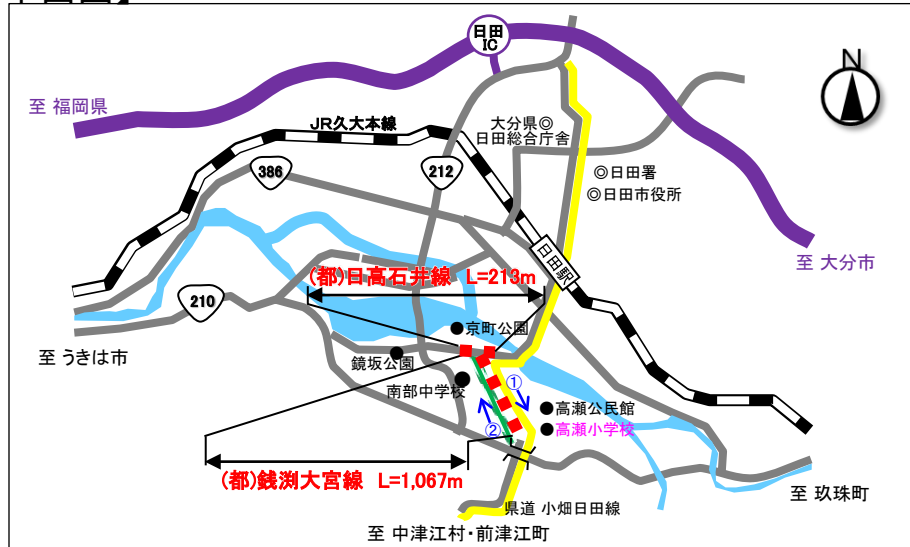 日田
IC
N
至 福岡県
JR久大本線
大分県◎
日田総合庁舎
386
212
◎日田署
◎日田市役所
日田駅
至 大分市
(都)日高石井線 L=213m
210
京町公園
至 うきは市
鏡坂公園
南部中学校
①
②
高瀬公民館
高瀬小学校
(都)銭渕大宮線 L=1,067m
至 玖珠町
県道 小畑日田線
至 中津江村・前津江町